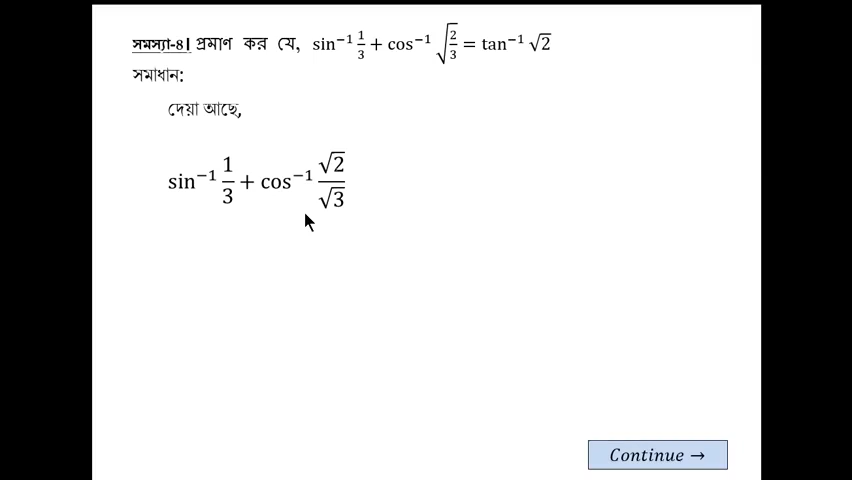 সমস্যা-৪। প্রমাণ কর যে, sin⁻¹ 1/3 + cos⁻¹ √(2/3) = tan⁻¹ √2
সমাধান:
দেয়া আছে,
sin⁻¹ 1/3 + cos⁻¹ √2/√3
Continue →